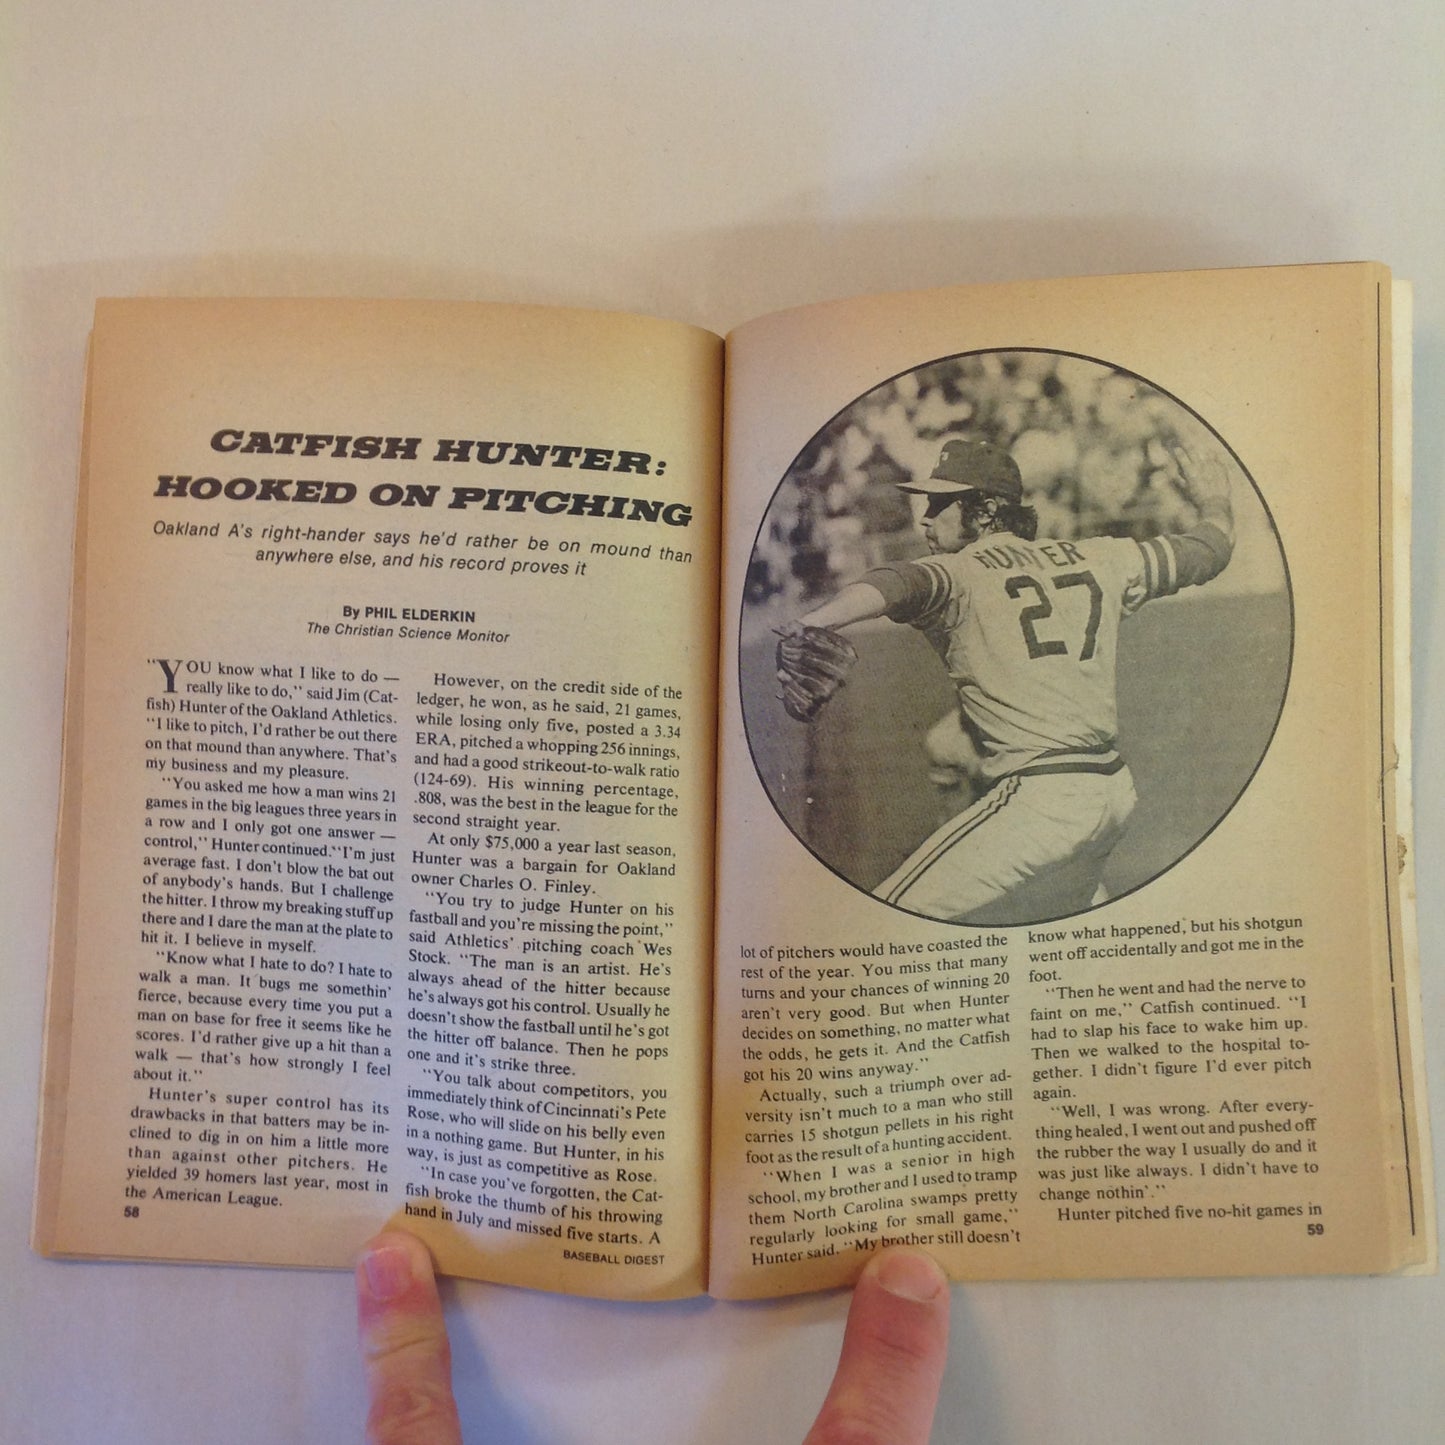 CATFISH HUNTER:
HOOKED ON PITCHING
Oakland A's right-hander says he'd rather be on mound than
anywhere else, and his record proves it
By PHIL ELDERKIN
The Christian Science Monitor
"YOU know what I like to do —
really like to do," said Jim (Cat-
fish) Hunter of the Oakland Athletics.
"I like to pitch, I'd rather be out there
on that mound than anywhere. That's
my business and my pleasure.
"You asked me how a man wins 21
games in the big leagues three years in
a row and I only got one answer —
control," Hunter continued. "I'm just
average fast. I don't blow the bat out
of anybody's hands. But I challenge
the hitter. I throw my breaking stuff up
there and I dare the man at the plate to
hit it. I believe in myself.
"Know what I hate to do? I hate to
walk a man. It bugs me somethin'
fierce, because every time you put a
man on base for free it seems like he
scores. I'd rather give up a hit than a
walk — that's how strongly I feel
about it."
Hunter's super control has its
drawbacks in that batters may be in-
clined to dig in on him a little more
than against other pitchers. He
yielded 39 homers last year, most in
the American League.
58
However, on the credit side of the
ledger, he won, as he said, 21 games,
while losing only five, posted a 3.34
ERA, pitched a whopping 256 innings,
and had a good strikeout-to-walk ratio
(124-69). His winning percentage,
.808, was the best in the league for the
second straight year.
At only $75,000 a year last season,
Hunter was a bargain for Oakland
owner Charles O. Finley.
"You try to judge Hunter on his
fastball and you're missing the point,"
said Athletics' pitching coach Wes
Stock. "The man is an artist. He's
always ahead of the hitter because
he's always got his control. Usually he
doesn't show the fastball until he's got
the hitter off balance. Then he pops
one and it's strike three.
"You talk about competitors, you
immediately think of Cincinnati's Pete
Rose, who will slide on his belly even
in a nothing game. But Hunter, in his
way, is just as competitive as Rose.
"In case you've forgotten, the Cat-
fish broke the thumb of his throwing
hand in July and missed five starts. A
BASEBALL DIGEST
HUNTER
27
lot of pitchers would have coasted the
rest of the year. You miss that many
turns and your chances of winning 20
aren't very good. But when Hunter
decides on something, no matter what
the odds, he gets it. And the Catfish
got his 20 wins anyway."
Actually, such a triumph over ad-
versity isn't much to a man who still
carries 15 shotgun pellets in his right
foot as the result of a hunting accident.
"When I was a senior in high
school, my brother and I used to tramp
them North Carolina swamps pretty
regularly looking for small game,"
Hunter said. "My brother still doesn't
know what happened, but his shotgun
went off accidentally and got me in the
foot.
"Then he went and had the nerve to
faint on me," Catfish continued. "I
had to slap his face to wake him up.
Then we walked to the hospital to-
gether. I didn't figure I'd ever pitch
again.
"Well, I was wrong. After every-
thing healed, I went out and pushed off
the rubber the way I usually do and it
was just like always. I didn't have to
change nothin'."
Hunter pitched five no-hit games in
59